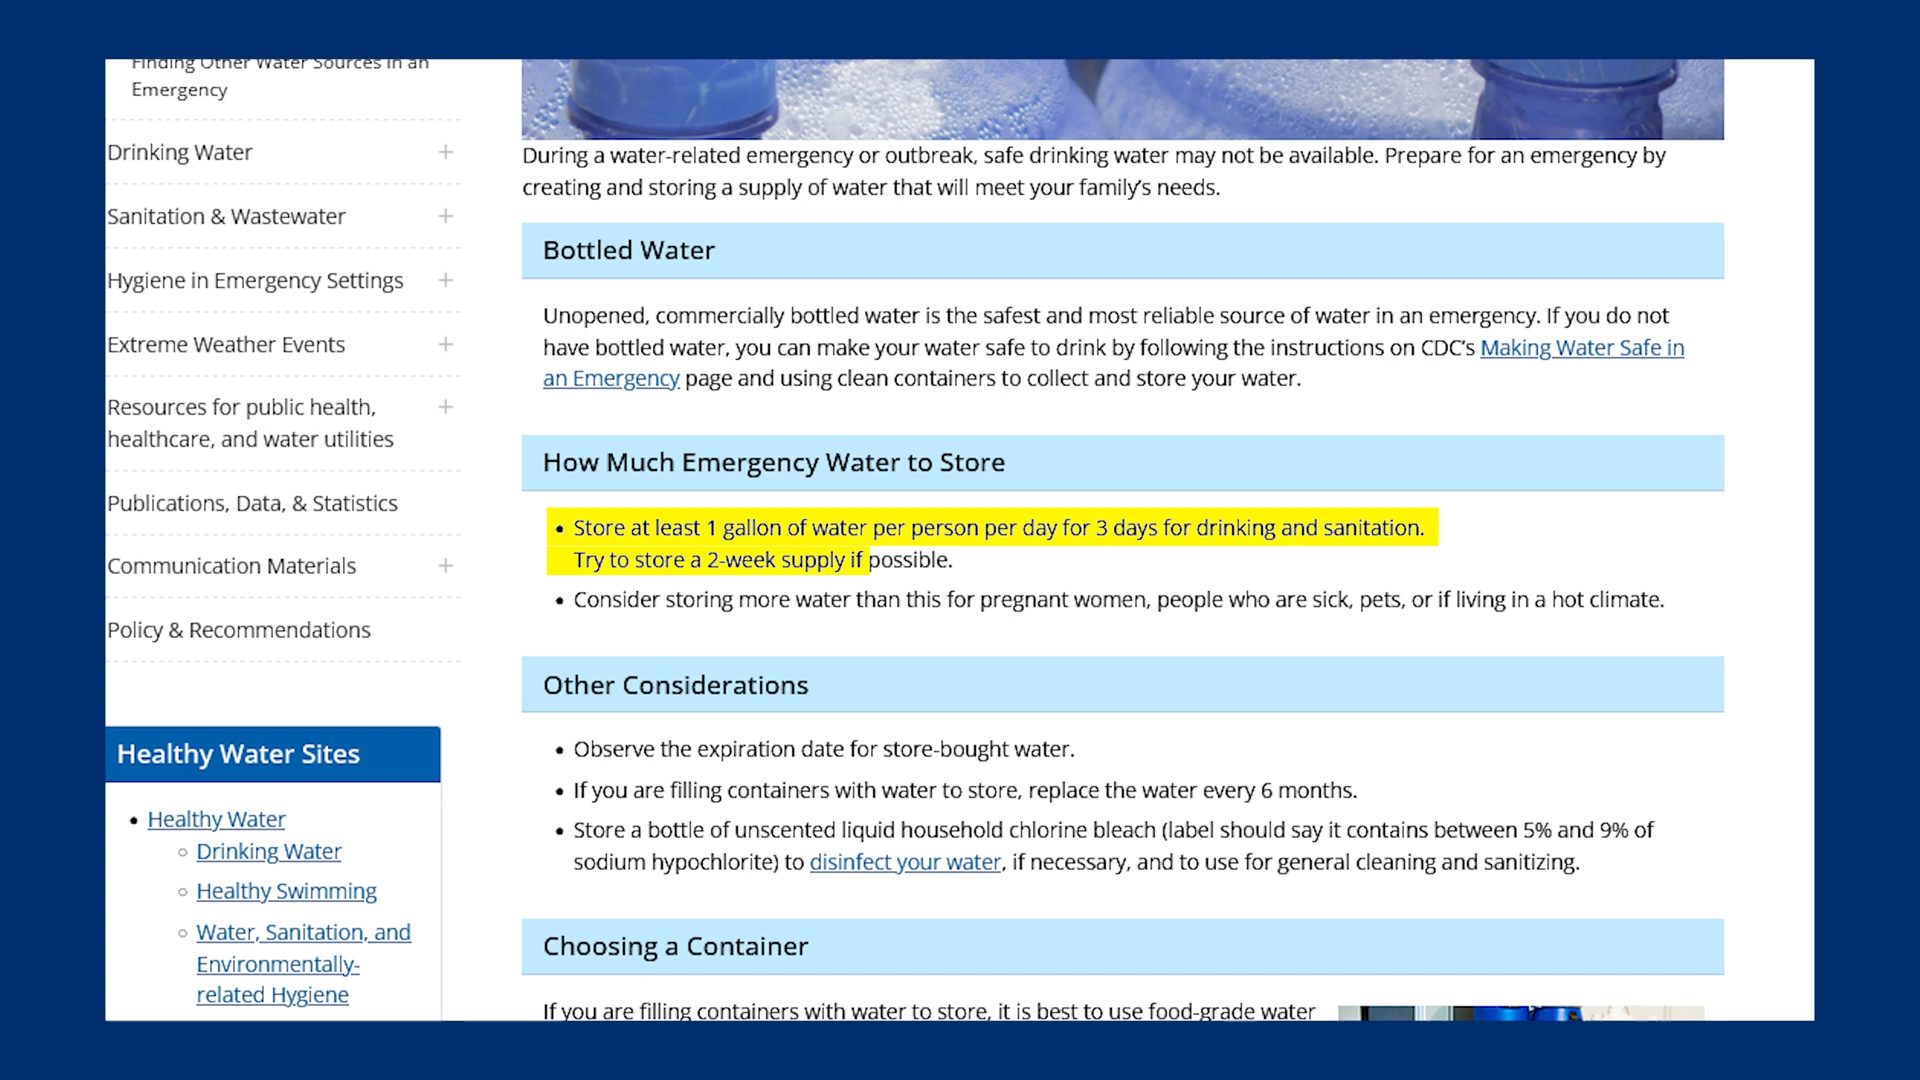 Finding Other Water Sources in an
Emergency
Drinking Water
Sanitation & Wastewater
Hygiene in Emergency Settings
Extreme Weather Events
Resources for public health,
healthcare, and water utilities
Publications, Data, & Statistics
Communication Materials
Policy & Recommendations
Healthy Water Sites
Healthy Water
Drinking Water
Healthy Swimming
Water, Sanitation, and
Environmentally-
related Hygiene
During a water-related emergency or outbreak, safe drinking water may not be available. Prepare for an emergency by
creating and storing a supply of water that will meet your family's needs.
Bottled Water
Unopened, commercially bottled water is the safest and most reliable source of water in an emergency. If you do not
have bottled water, you can make your water safe to drink by following the instructions on CDC's Making Water Safe in
an Emergency page and using clean containers to collect and store your water.
How Much Emergency Water to Store
Store at least 1 gallon of water per person per day for 3 days for drinking and sanitation.
Try to store a 2-week supply if possible.
Consider storing more water than this for pregnant women, people who are sick, pets, or if living in a hot climate.
Other Considerations
Observe the expiration date for store-bought water.
If you are filling containers with water to store, replace the water every 6 months.
Store a bottle of unscented liquid household chlorine bleach (label should say it contains between 5% and 9% of
sodium hypochlorite) to disinfect your water, if necessary, and to use for general cleaning and sanitizing.
Choosing a Container
If you are filling containers with water to store, it is best to use food-grade water